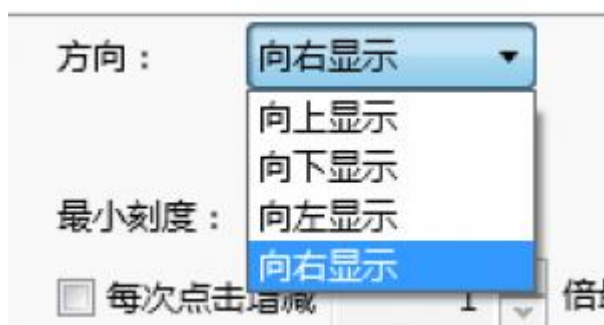 方向： 向右显示
向上显示
向下显示
最小刻度： 向左显示
向右显示
每次点击增减 1 倍